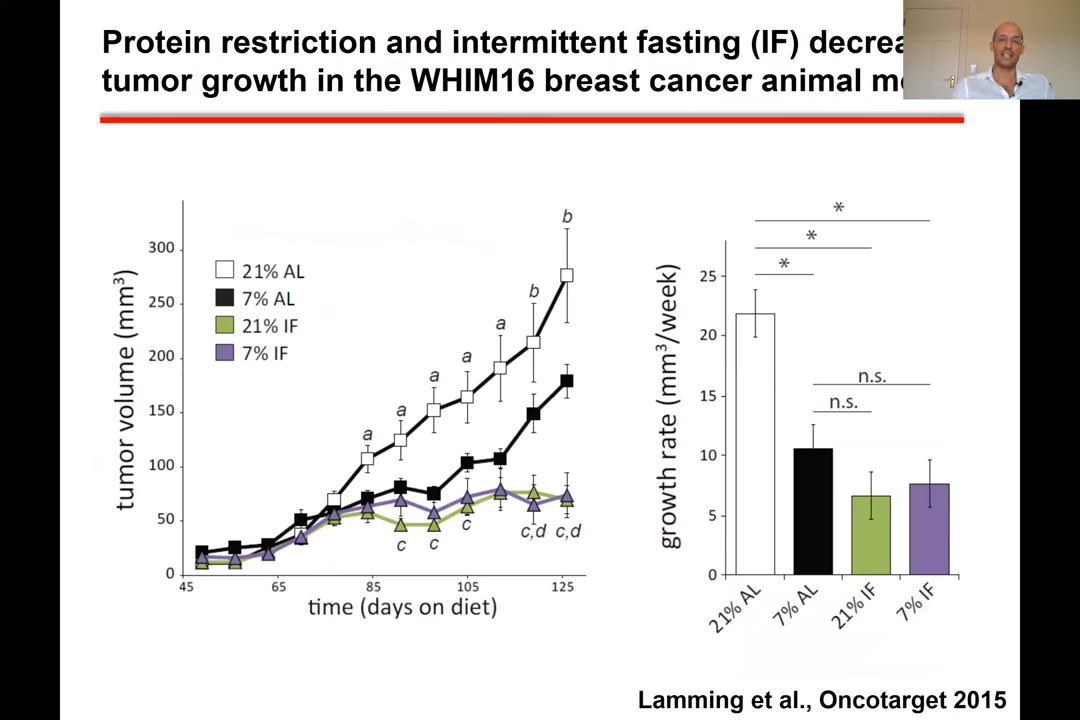 Protein restriction and intermittent fasting (IF)
tumor growth in the WHIM16 breast cancer animal
300
250
200
150
100
50
0
45
65
85
105
125
tumor volume (mm³)
time (days on diet)
21% AL
7% AL
21% IF
7% IF
a
a
a
a
a
b
b
c
c
c
c,d
c,d
25
20
15
10
5
0
growth rate (mm³/week)
*
*
*
n.s.
n.s.
21% AL
7% AL
21% IF
7% IF
Lamming et al., Oncotarget 2015